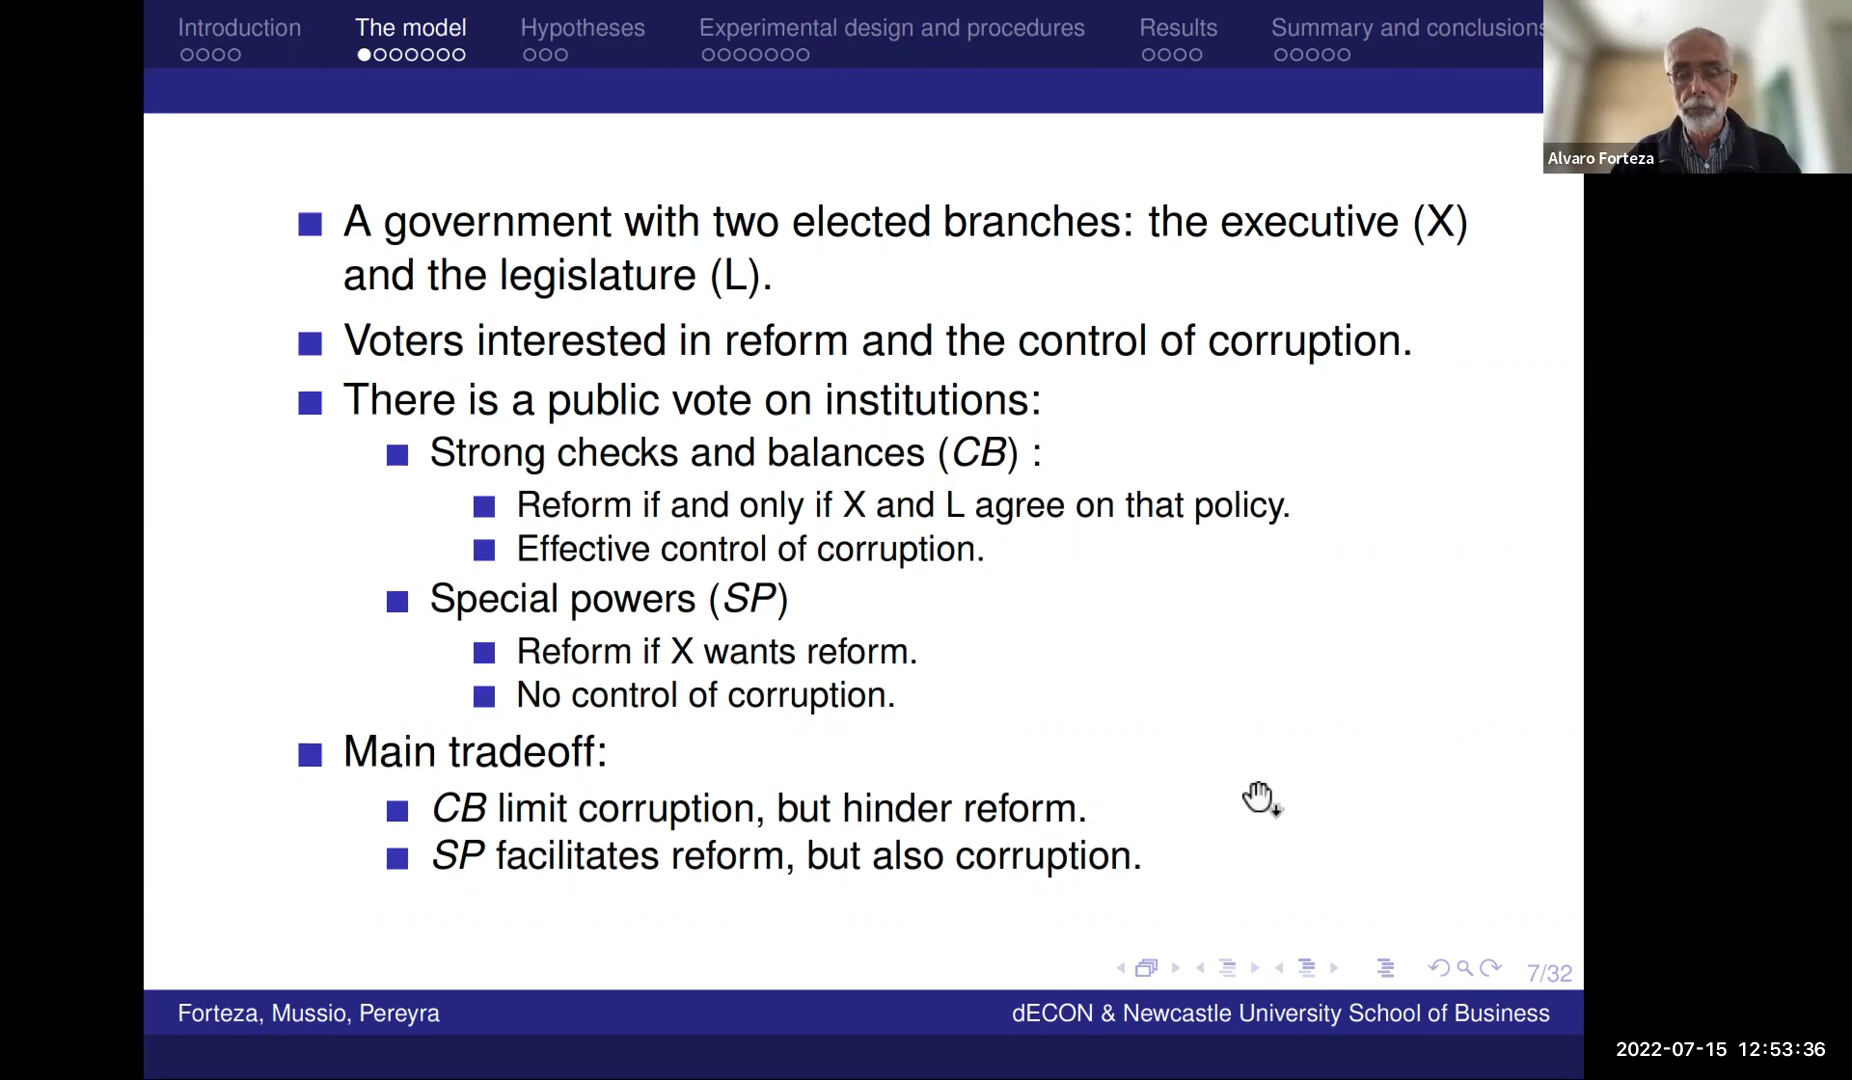 Introduction
The model
Hypotheses
Experimental design and procedures
Results
Summary and conclusions
Alvaro Forteza
A government with two elected branches: the executive (X)
and the legislature (L).
Voters interested in reform and the control of corruption.
There is a public vote on institutions:
Strong checks and balances (CB) :
Reform if and only if X and L agree on that policy.
Effective control of corruption.
Special powers (SP)
Reform if X wants reform.
No control of corruption.
Main tradeoff:
CB limit corruption, but hinder reform.
SP facilitates reform, but also corruption.
7/32
Forteza, Mussio, Pereyra
dECON & Newcastle University School of Business
2022-07-15 12:53:36